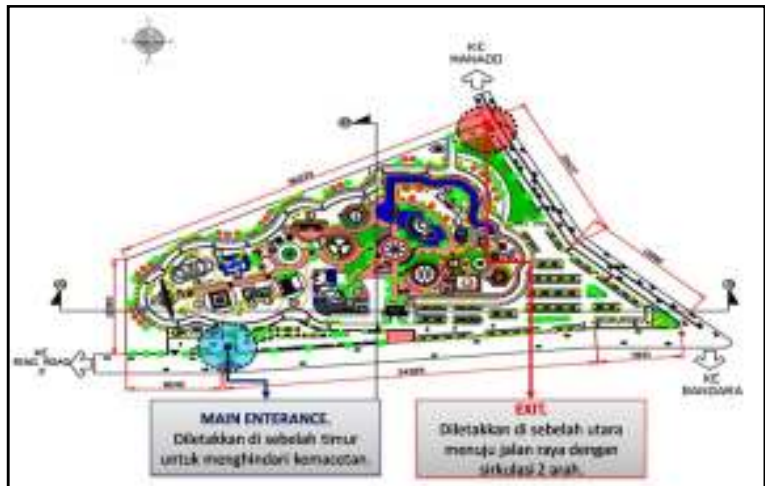 KE
MANADO
KE
RING ROAD
KE
BANDARA
MAIN ENTERANCE.
Diletakkan di sebelah timur
untuk menghindari kemacetan.
EXIT.
Diletakkan di sebelah utara
menuju jalan raya dengan
sirkulasi 2 arah.